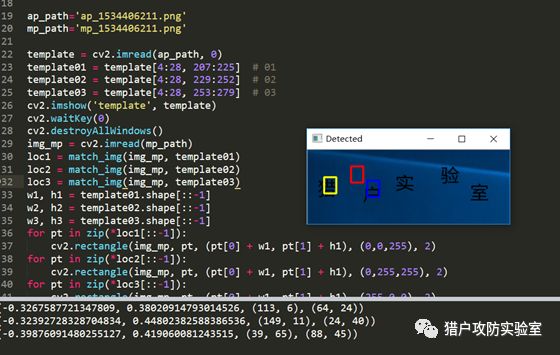 18
19 ap_path='ap_1534406211.png'
20 mp_path='mp_1534406211.png'
21
22 template = cv2.imread(ap_path, 0)
23 template01 = template[4:28, 207:225] # 01
24 template02 = template[4:28, 229:252] # 02
25 template03 = template[4:28, 253:279] # 03
26 cv2.imshow('template', template)
27 cv2.waitKey(0)
28 cv2.destroyAllWindows()
29 img_mp = cv2.imread(mp_path)
30 loc1 = match_img(img_mp, template01)
31 loc2 = match_img(img_mp, template02)
32 loc3 = match_img(img_mp, template03)
33 w1, h1 = template01.shape[::-1]
34 w2, h2 = template02.shape[::-1]
35 w3, h3 = template03.shape[::-1]
36 for pt in zip(*loc1[::-1]):
37 cv2.rectangle(img_mp, pt, (pt[0] + w1, pt[1] + h1), (0,0,255), 2)
38 for pt in zip(*loc2[::-1]):
39 cv2.rectangle(img_mp, pt, (pt[0] + w2, pt[1] + h2), (0,255,255), 2)
40 for pt in zip(*loc3[::-1]):
Detected
猎 户 实 验 室
(-0.3267587721347809, 0.38020914793014526, (113, 6), (64, 24))
(-0.32392728328704834, 0.44802382588386536, (149, 11), (24, 40))
(-0.39876091480255127, 0.419060081243515, (39, 65), (88, 45))
猎户攻防实验室